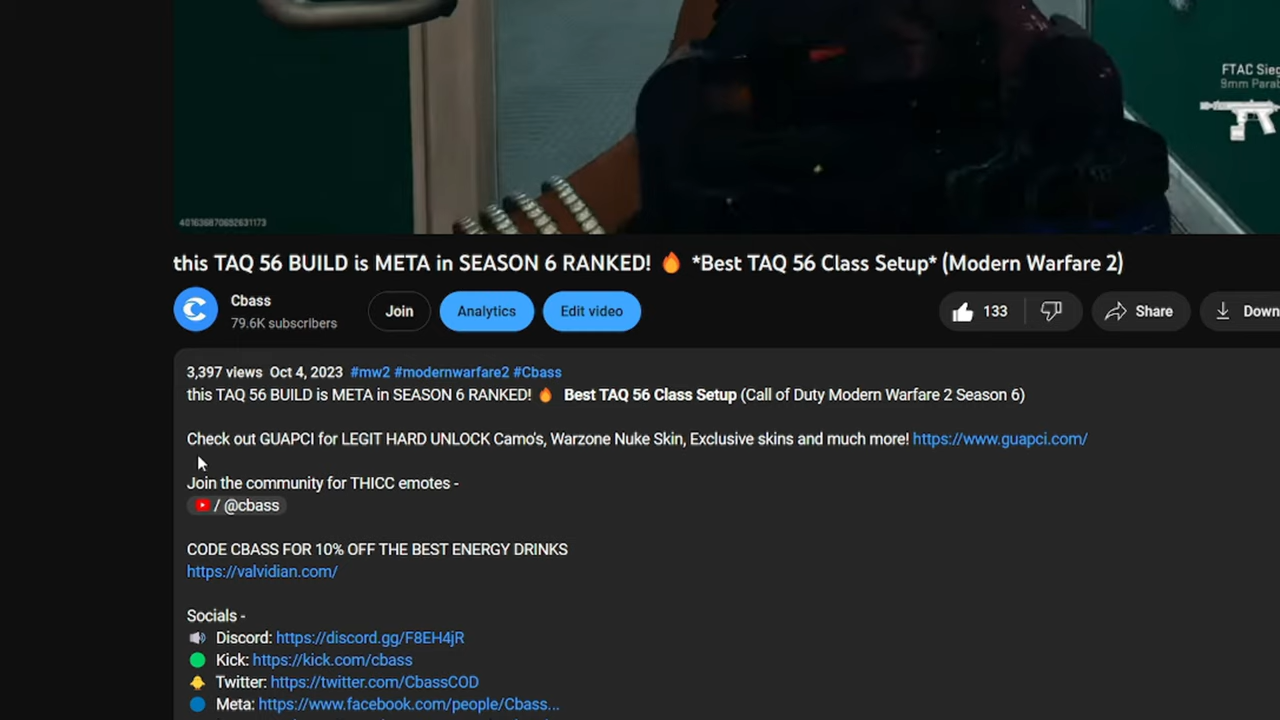 FTAC Sieg
9mm Parab
401636870692631173
this TAQ 56 BUILD is META in SEASON 6 RANKED! 🔥 *Best TAQ 56 Class Setup* (Modern Warfare 2)
Cbass
79.6K subscribers
Join
Analytics
Edit video
133
Share
Down
3,397 views Oct 4, 2023 #mw2 #modernwarfare2 #Cbass
this TAQ 56 BUILD is META in SEASON 6 RANKED! 🔥 Best TAQ 56 Class Setup (Call of Duty Modern Warfare 2 Season 6)
Check out GUAPCI for LEGIT HARD UNLOCK Camo's, Warzone Nuke Skin, Exclusive skins and much more! https://www.guapci.com/
Join the community for THICC emotes -
/ @cbass
CODE CBASS FOR 10% OFF THE BEST ENERGY DRINKS
https://valvidian.com/
Socials -
Discord: https://discord.gg/F8EH4jR
Kick: https://kick.com/cbass
Twitter: https://twitter.com/CbassCOD
Meta: https://www.facebook.com/people/Cbass...